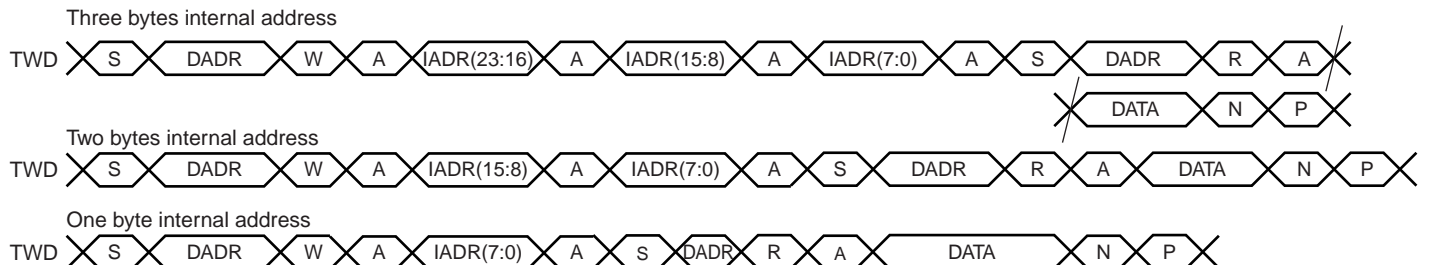 Three bytes internal address
TWD S DADR W A IADR(23:16) A IADR(15:8) A IADR(7:0) A S DADR R A
DATA N P
Two bytes internal address
TWD S DADR W A IADR(15:8) A IADR(7:0) A S DADR R A DATA N P
One byte internal address
TWD S DADR W A IADR(7:0) A S DADR R A DATA N P